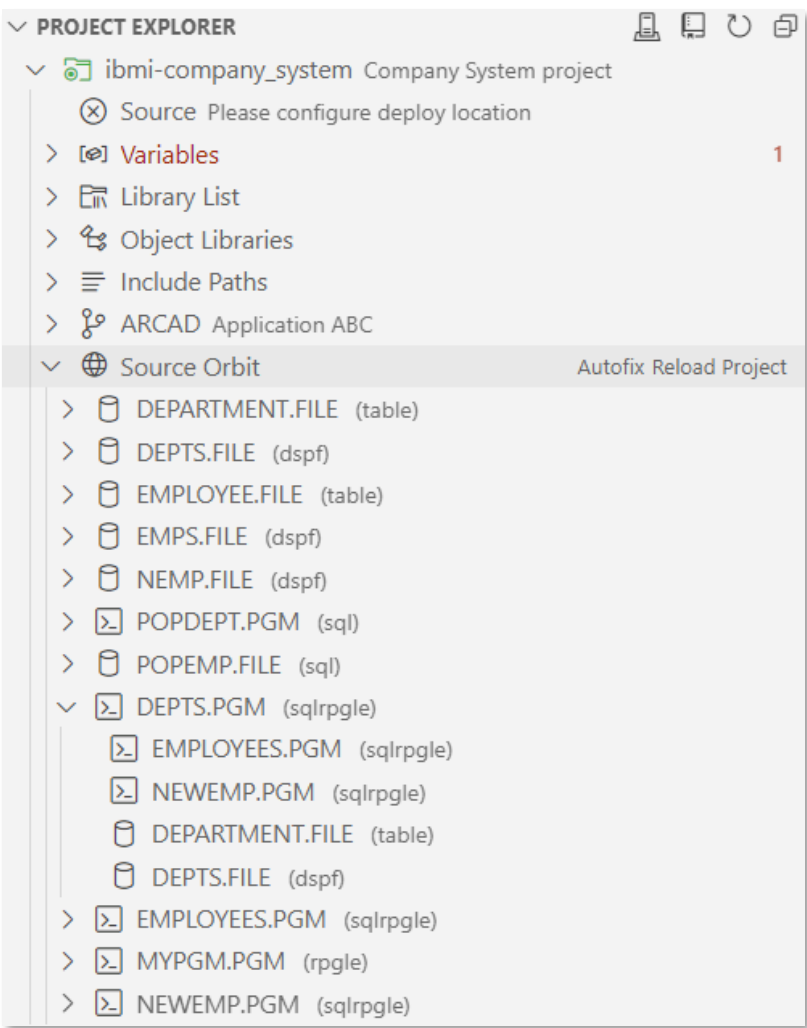 PROJECT EXPLORER
ibmi-company_system Company System project
Source Please configure deploy location
Variables 1
Library List
Object Libraries
Include Paths
ARCAD Application ABC
Source Orbit Autofix Reload Project
DEPARTMENT.FILE (table)
DEPTS.FILE (dspf)
EMPLOYEE.FILE (table)
EMPS.FILE (dspf)
NEMP.FILE (dspf)
POPDEPT.PGM (sql)
POPEMP.FILE (sql)
DEPTS.PGM (sqlrpgle)
EMPLOYEES.PGM (sqlrpgle)
NEWEMP.PGM (sqlrpgle)
DEPARTMENT.FILE (table)
DEPTS.FILE (dspf)
EMPLOYEES.PGM (sqlrpgle)
MYPGM.PGM (rpgle)
NEWEMP.PGM (sqlrpgle)